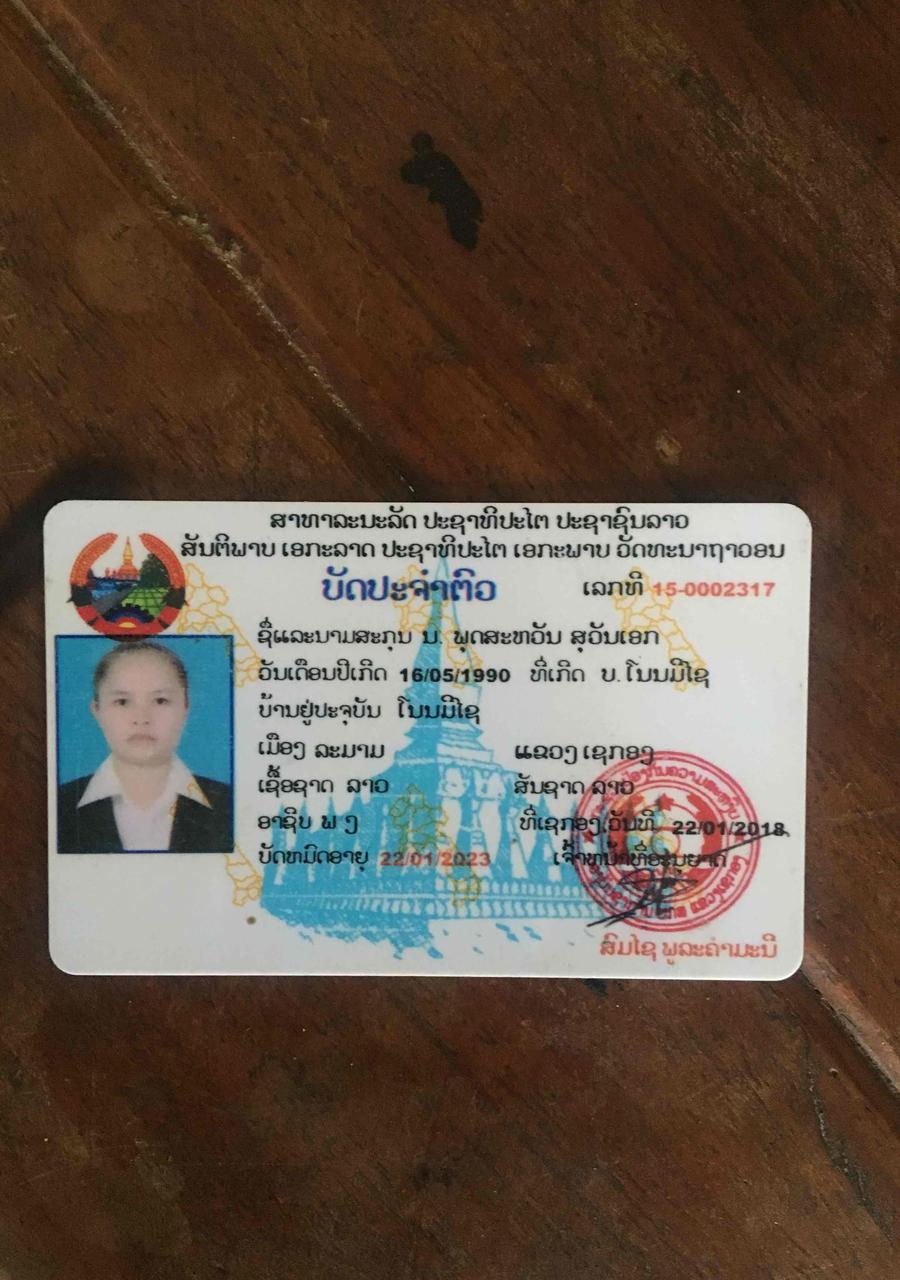 ສາທາລະນະລັດ ປະຊາທິປະໄຕ ປະຊາຊົນລາວ
ສັນຕິພາບ ເອກະລາດ ປະຊາທິປະໄຕ ເອກະພາບ ວັດທະນາຖາວອນ
ບັດປະຈຳຕົວ ເລກທີ 15-0002317
ຊື່ແລະນາມສະກຸນ ນ. ພຸດສະຫວັນ ສຸວັນເອກ
ວັນເດືອນປີເກີດ 16/05/1990 ທີ່ເກີດ ບ. ໂນນມີໄຊ
ບ້ານຢູ່ປະຈຸບັນ ໂນນມີໄຊ
ເມືອງ ລະມາມ ແຂວງ ເຊກອງ
ເຊື້ອຊາດ ລາວ ສັນຊາດ ລາວ
ອາຊີບ ພ ງ ທີ່ເຊກອງ,ວັນທີ 22/01/2018
ບັດຫມົດອາຍຸ 22/01/2023 ເຈົ້າຫນ້າທີ່ອະນຸຍາດ
ສົມໄຊ ພູລະຄຳມະນີ